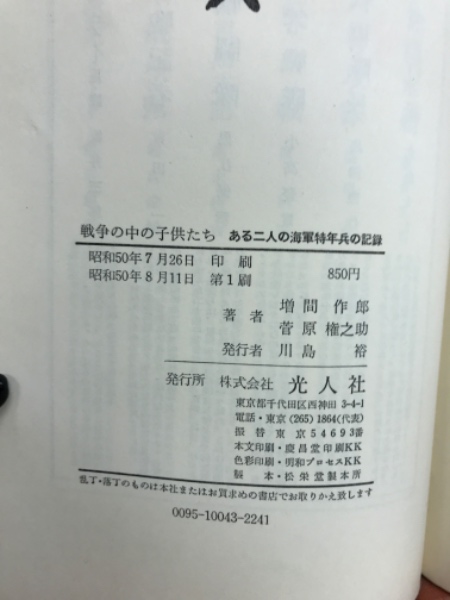 戦争の中の子供たち ある二人の海軍特年兵の記録
昭和50年7月26日 印刷
昭和50年8月11日 第1刷 850円
著者 増間作郎
菅原権之助
発行者 川島裕
発行所 株式会社 光人社
東京都千代田区西神田3-4-1
電話・東京(265)1864(代表)
振替東京54693番
本文印刷・慶昌堂印刷KK
色彩印刷・明和プロセスKK
製本・松栄堂製本所
乱丁・落丁のものは本社またはお買求めの書店でお取りかえ致します
0095-10043-2241